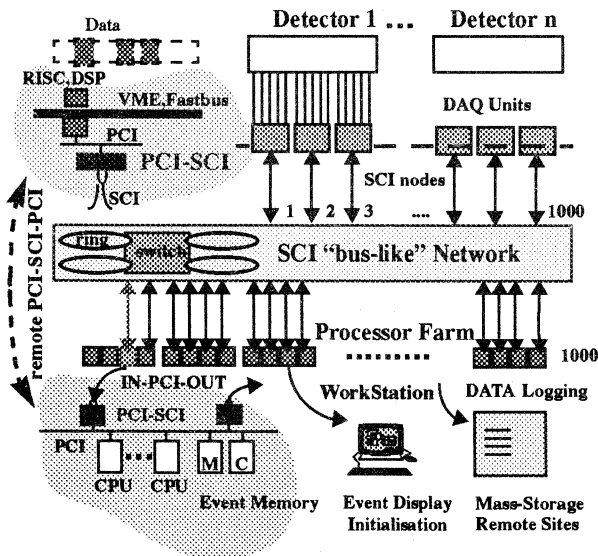 Data
Detector 1 ... Detector n
RISC,DSP
VME,Fastbus
DAQ Units
PCI
PCI-SCI
SCI
SCI nodes
1 2 3 .... 1000
remote PCI-SCI-PCI
ring
switch
SCI "bus-like" Network
Processor Farm
1000
IN-PCI-OUT
WorkStation
DATA Logging
PCI-SCI
PCI
M C
CPU CPU
Event Memory
Event Display
Initialisation
Mass-Storage
Remote Sites